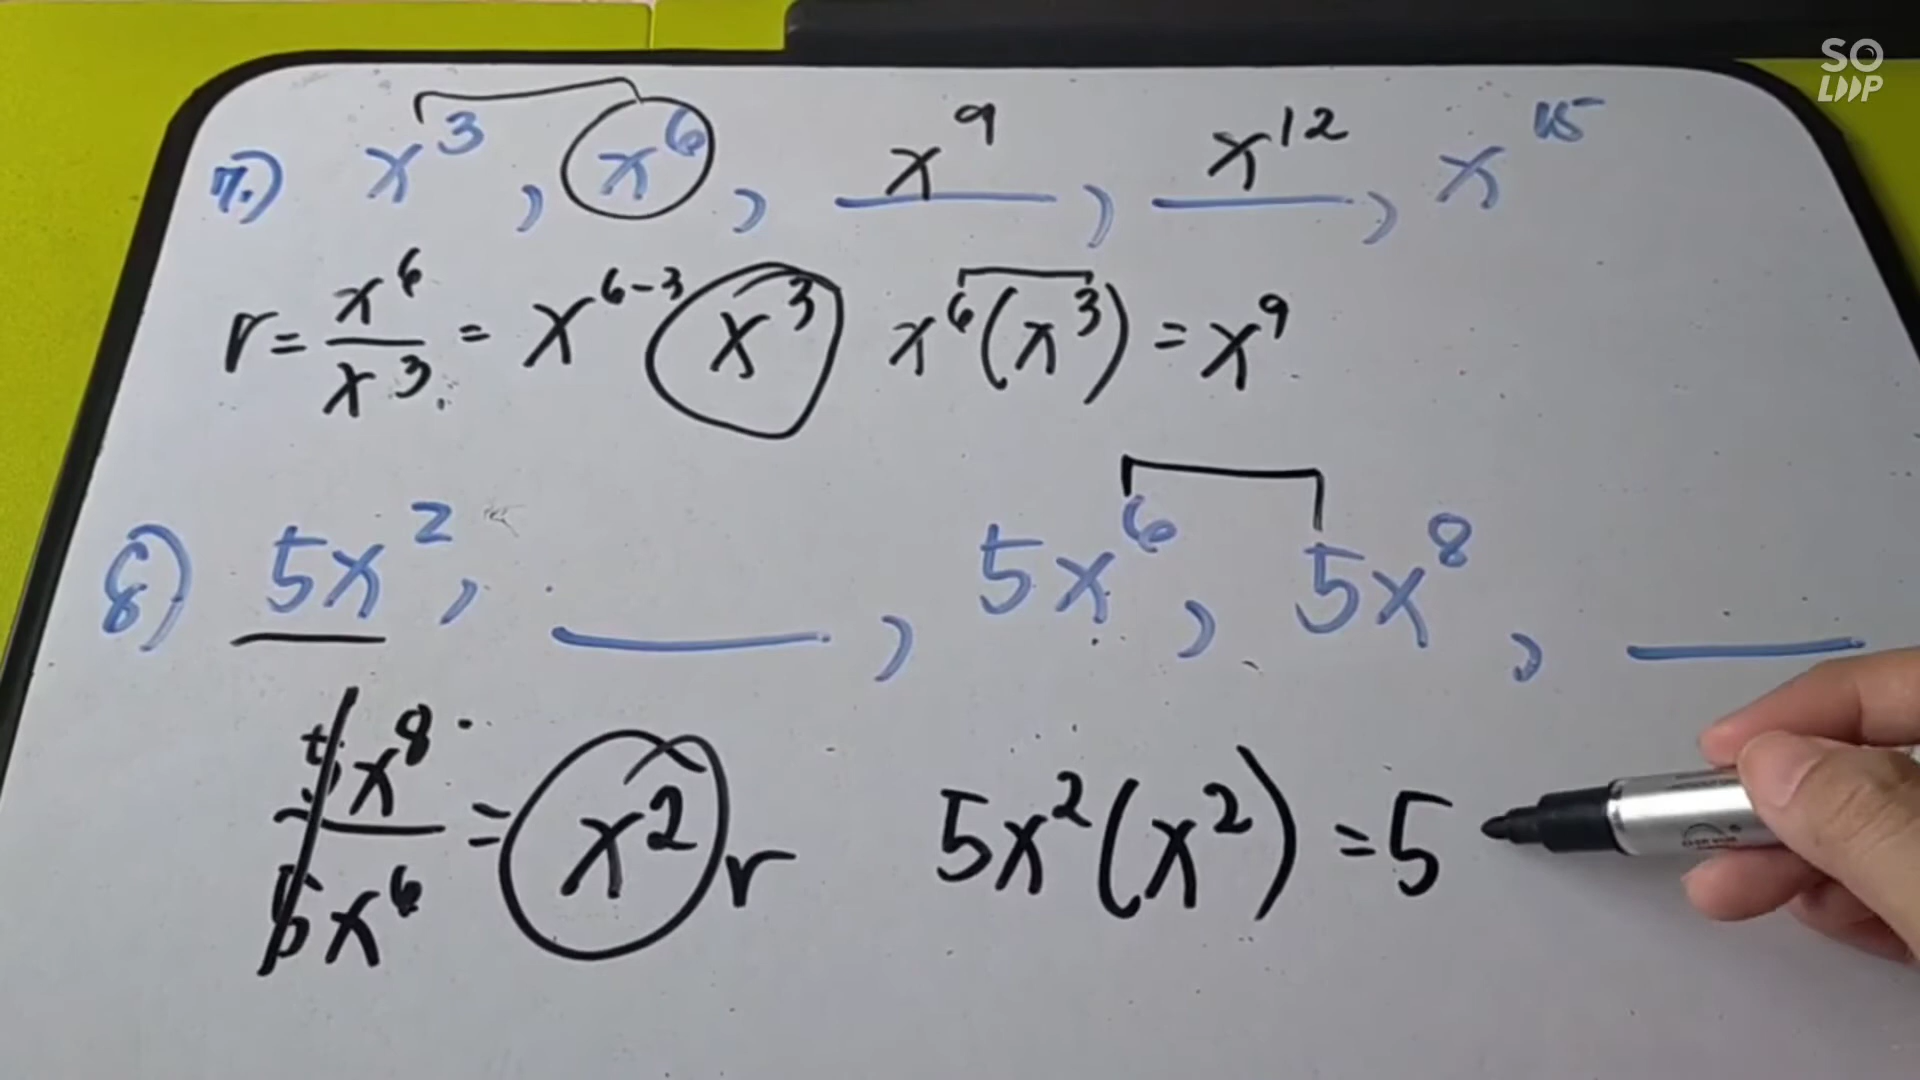 SO
LOOP
7.) x³, x⁶, x⁹, x¹², x¹⁵
r = x⁶/x³ = x⁶⁻³ x³ x⁶(x³) = x⁹
8) 5x², ____, 5x⁶, 5x⁸, ____
5x⁸/5x⁶ = x² r 5x²(x²) = 5